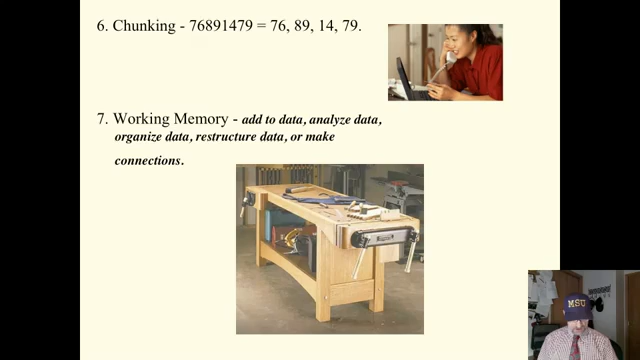 6. Chunking - 76891479 = 76, 89, 14, 79.
7. Working Memory - add to data, analyze data,
organize data, restructure data, or make
connections.
MSU